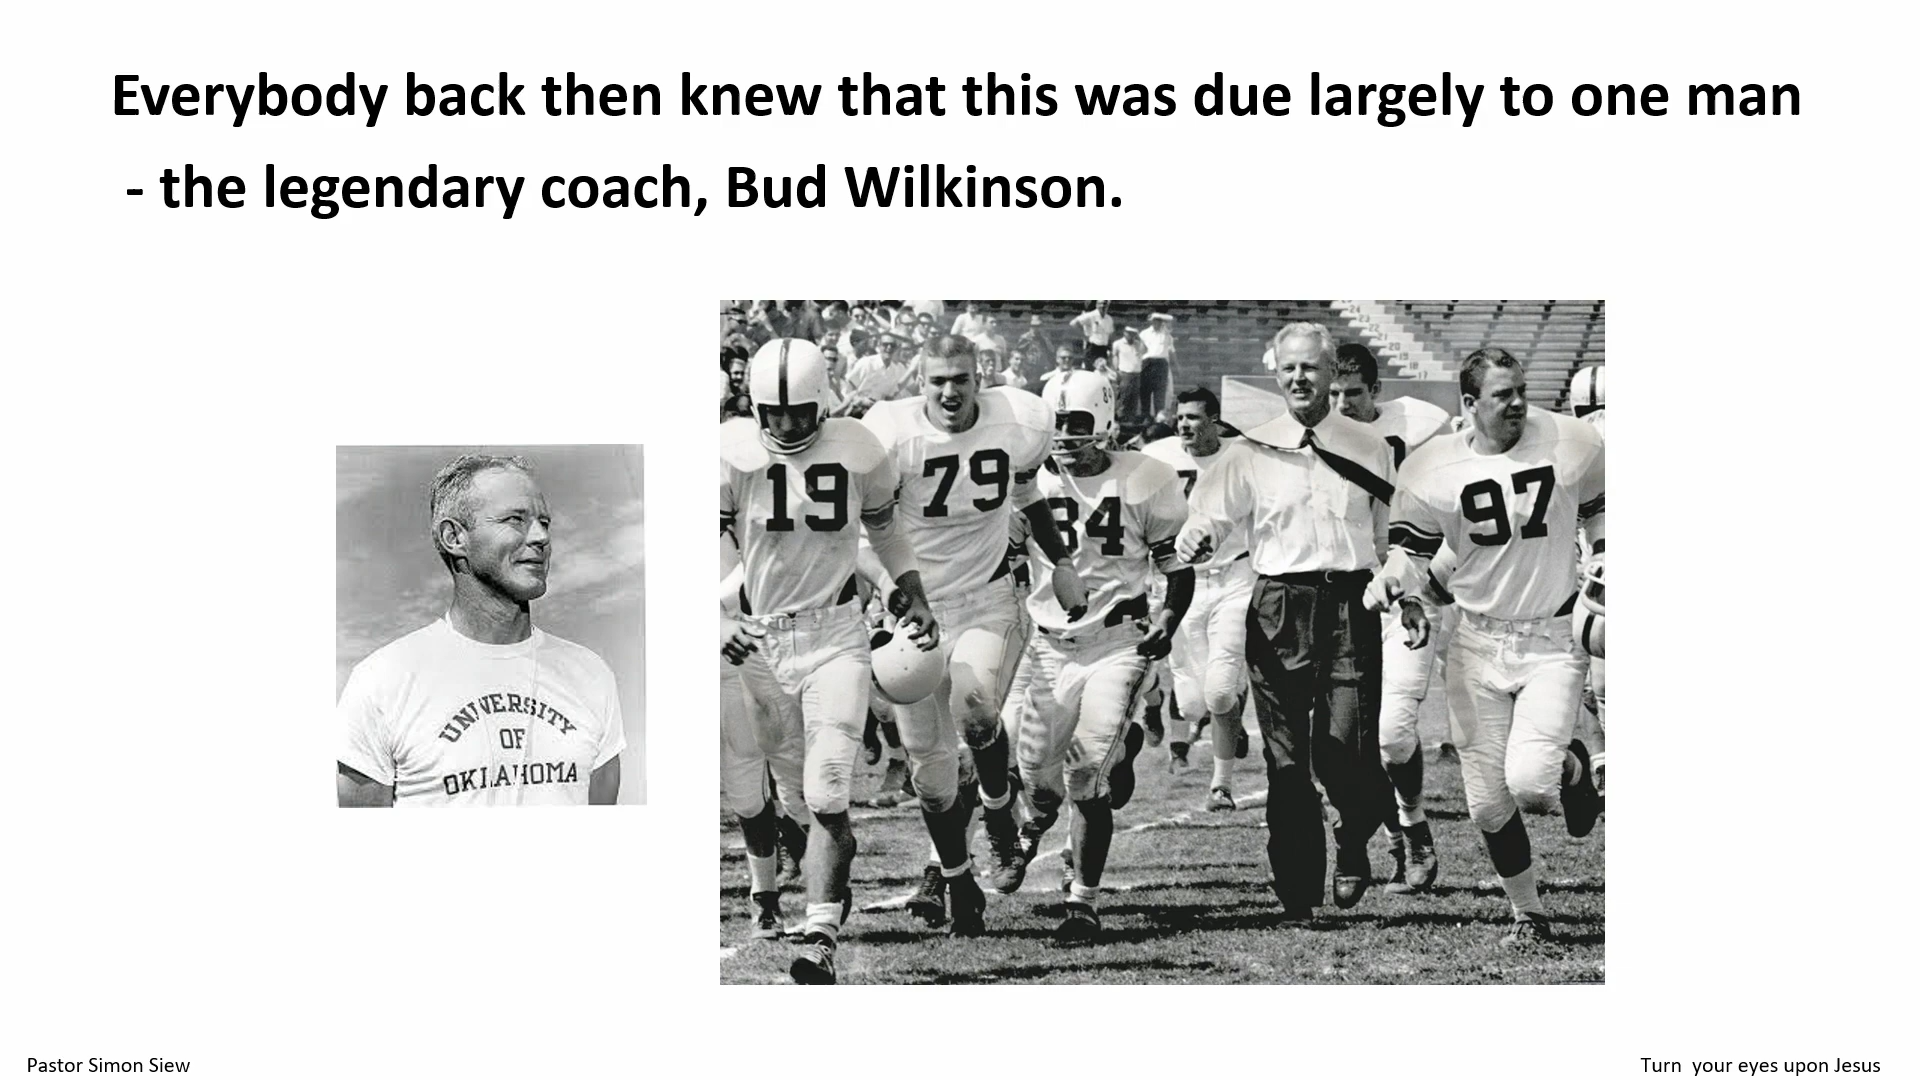 Everybody back then knew that this was due largely to one man
- the legendary coach, Bud Wilkinson.
UNIVERSITY
OF
OKLAHOMA
19
79
84
97
Pastor Simon Siew
Turn  your eyes upon Jesus